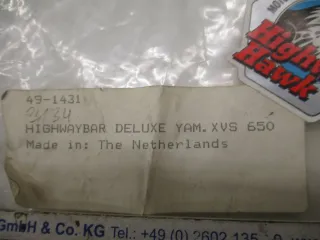 MOTO
Highway
Hawk
49-1431
HIGHWAYBAR DELUXE YAM. XVS 650
Made in: The Netherlands
GmbH & Co. KG Tel.: +49 (0) 2602 135